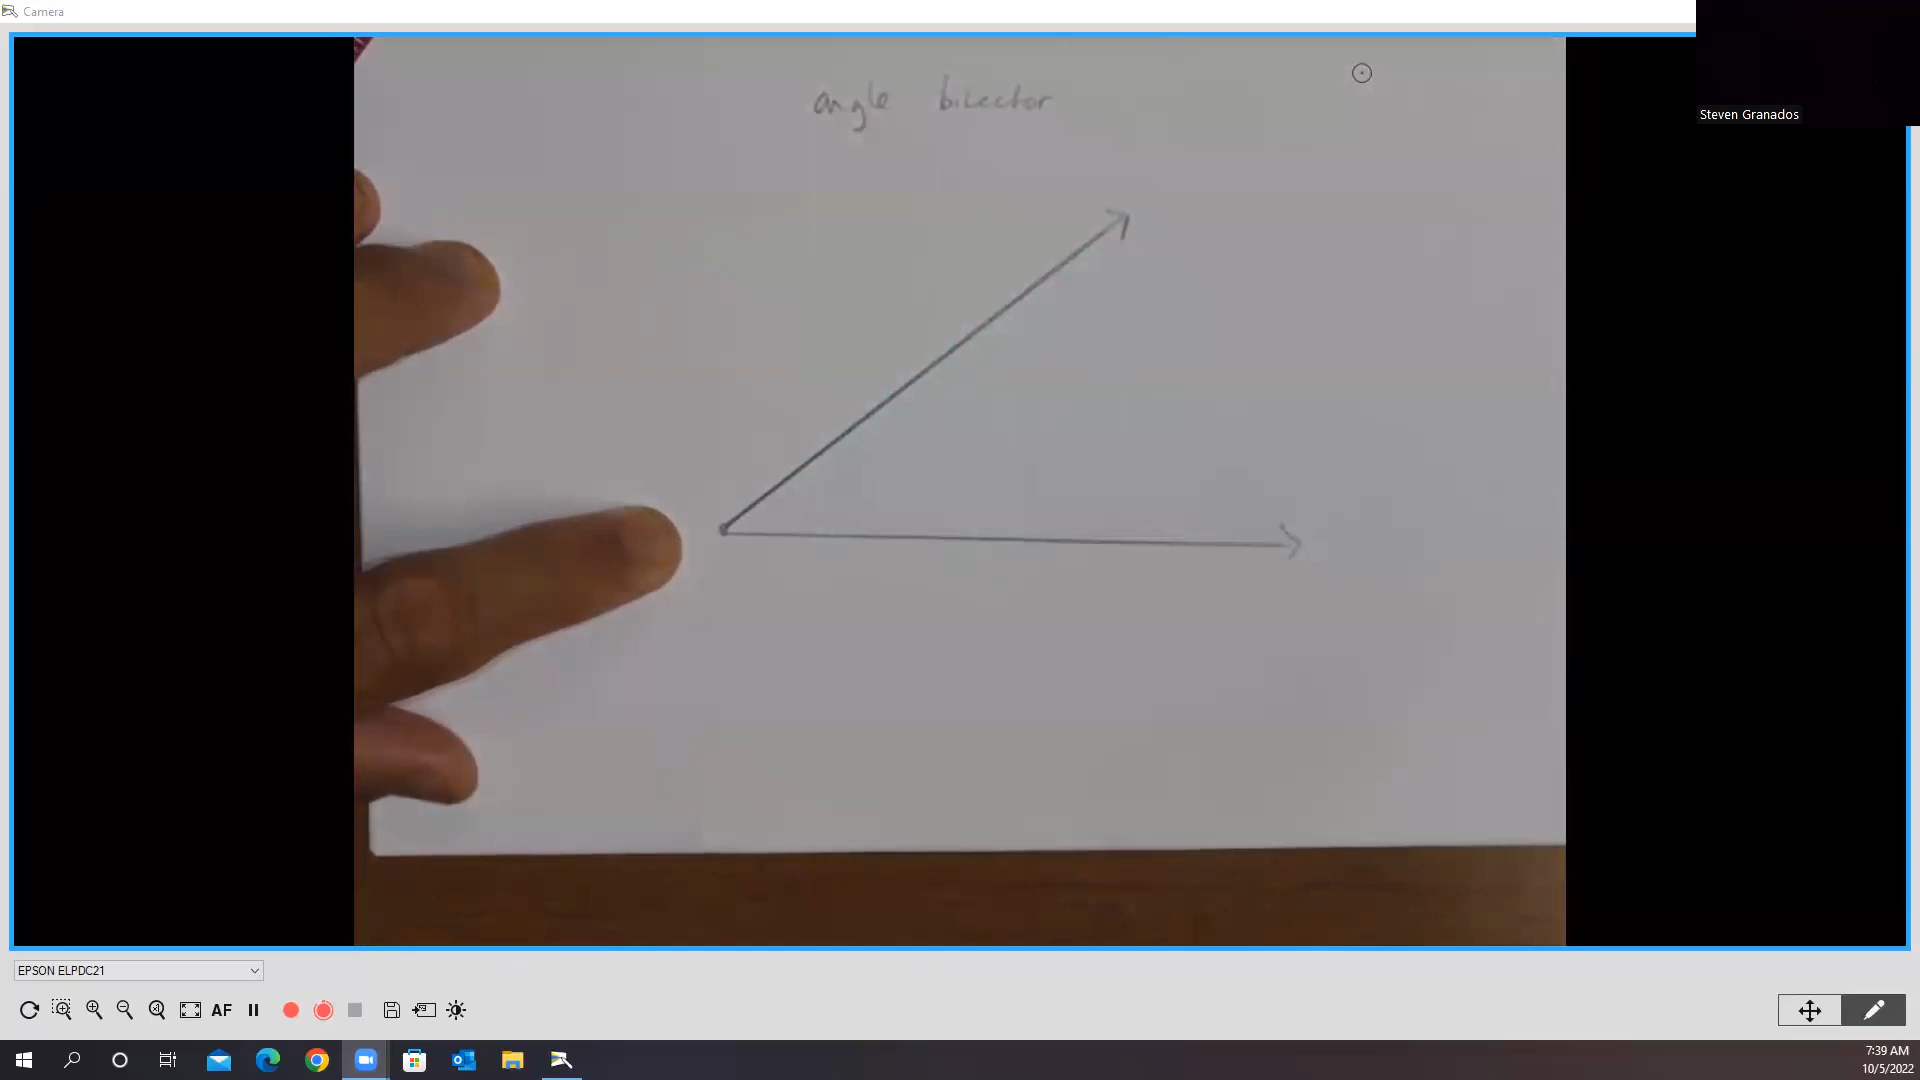 Camera
Steven Granados
angle bisector
EPSON ELPDC21
AF
7:39 AM
10/5/2022